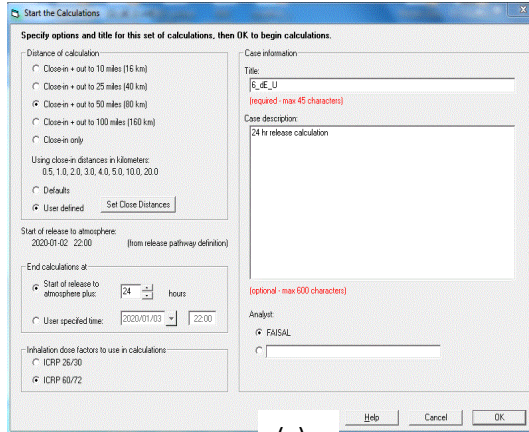 Start the Calculations
Specify options and title for this set of calculations, then OK to begin calculations.
Distance of calculation
Close-in + out to 10 miles (16 km)
Close-in + out to 25 miles (40 km)
Close-in + out to 50 miles (80 km)
Close-in + out to 100 miles (160 km)
Close-in only
Using close-in distances in kilometers:
0.5, 1.0, 2.0, 3.0, 4.0, 5.0, 10.0, 20.0
Defaults
User defined
Set Close Distances
Start of release to atmosphere:
2020-01-02 22:00 (from release pathway definition)
End calculations at
Start of release to
atmosphere plus: 24 hours
User specifed time: 2020/01/03 22:00
Inhalation dose factors to use in calculations
ICRP 26/30
ICRP 60/72
Case information
Title:
6_dE_U
(required - max 45 characters)
Case description:
24 hr release calculation
(optional - max 600 characters)
Analyst:
FAISAL
Help Cancel OK